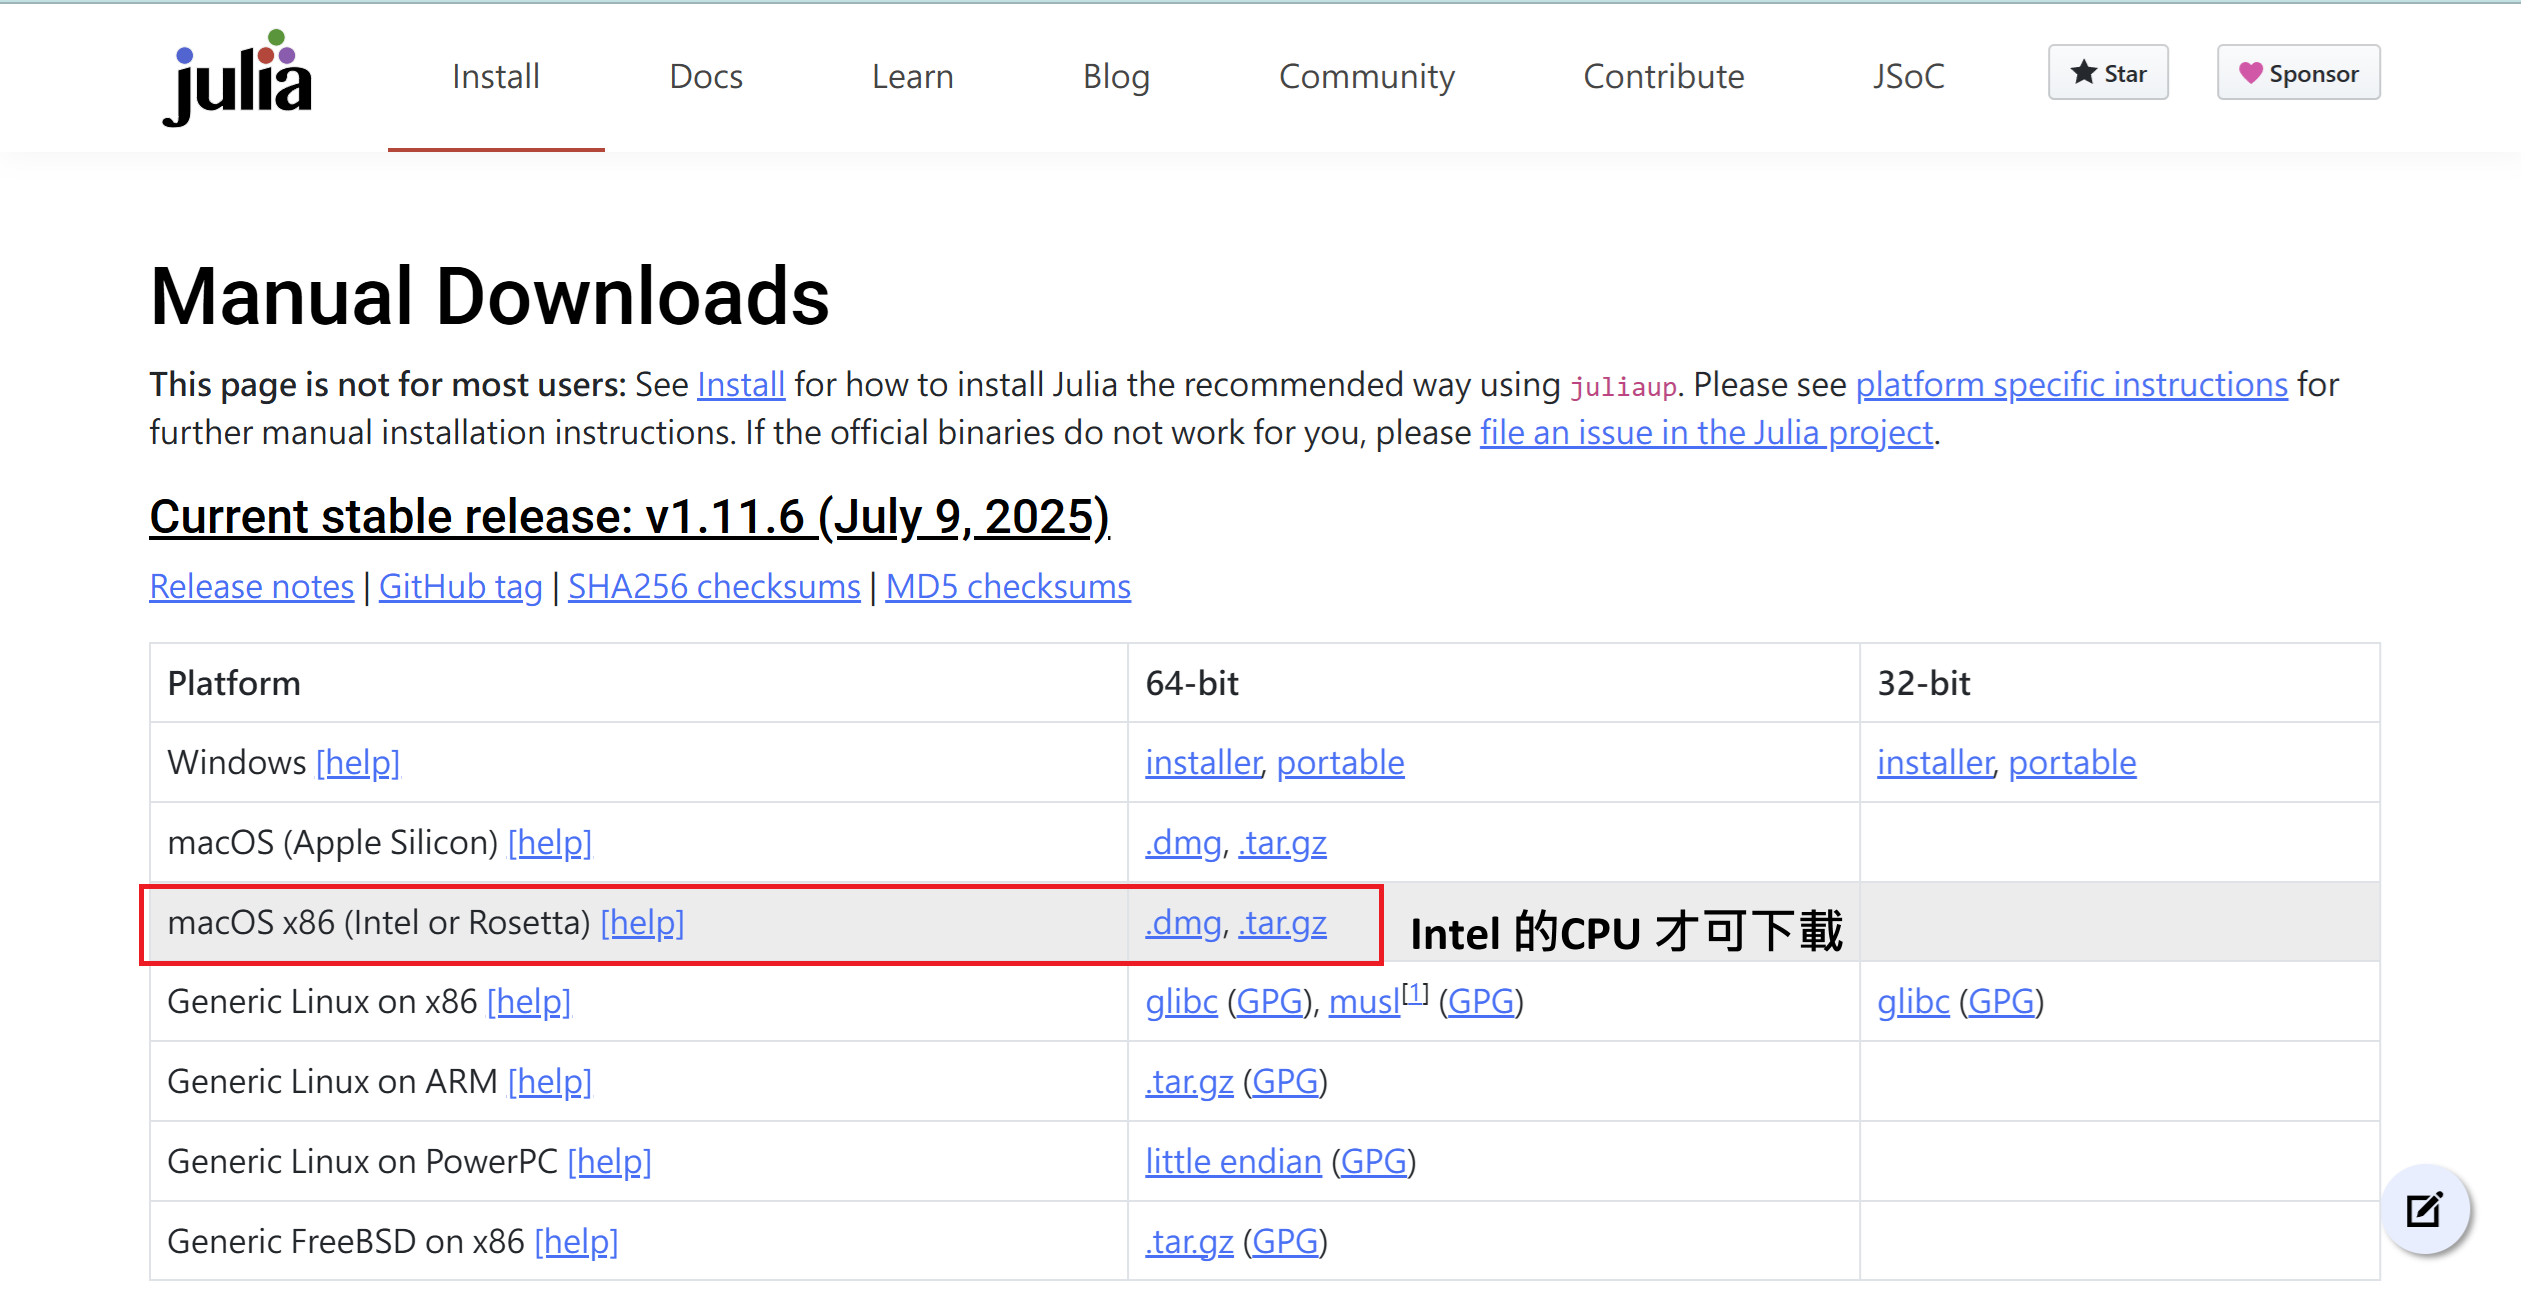 julia Install Docs Learn Blog Community Contribute JSoC Star Sponsor
Manual Downloads
This page is not for most users: See Install for how to install Julia the recommended way using juliaup. Please see platform specific instructions for
further manual installation instructions. If the official binaries do not work for you, please file an issue in the Julia project.
Current stable release: v1.11.6 (July 9, 2025)
Release notes | GitHub tag | SHA256 checksums | MD5 checksums
Platform 64-bit 32-bit
Windows [help] installer, portable installer, portable
macOS (Apple Silicon) [help] .dmg, .tar.gz
macOS x86 (Intel or Rosetta) [help] .dmg, .tar.gz Intel 的CPU 才可下載
Generic Linux on x86 [help] glibc (GPG), musl[1] (GPG) glibc (GPG)
Generic Linux on ARM [help] .tar.gz (GPG)
Generic Linux on PowerPC [help] little endian (GPG)
Generic FreeBSD on x86 [help] .tar.gz (GPG)